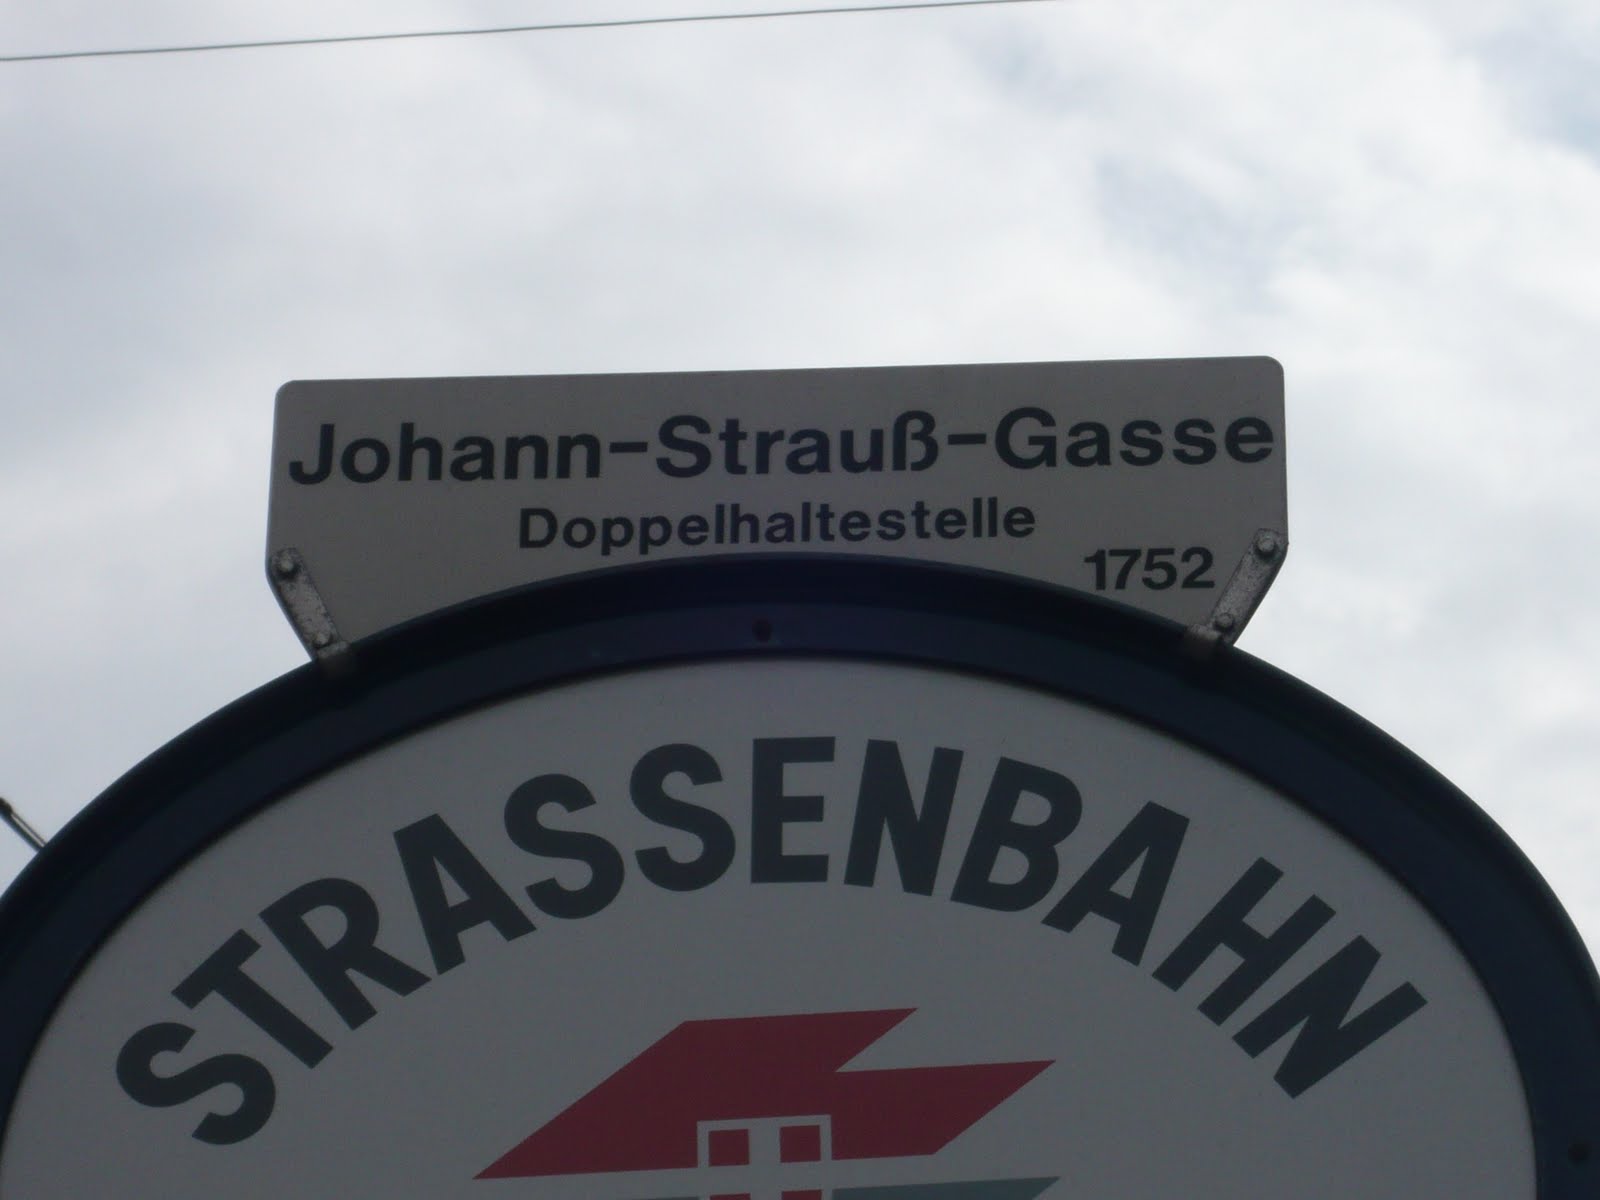 Johann-Strauß-Gasse
Doppelhaltestelle
1752
STRASSENBAHN